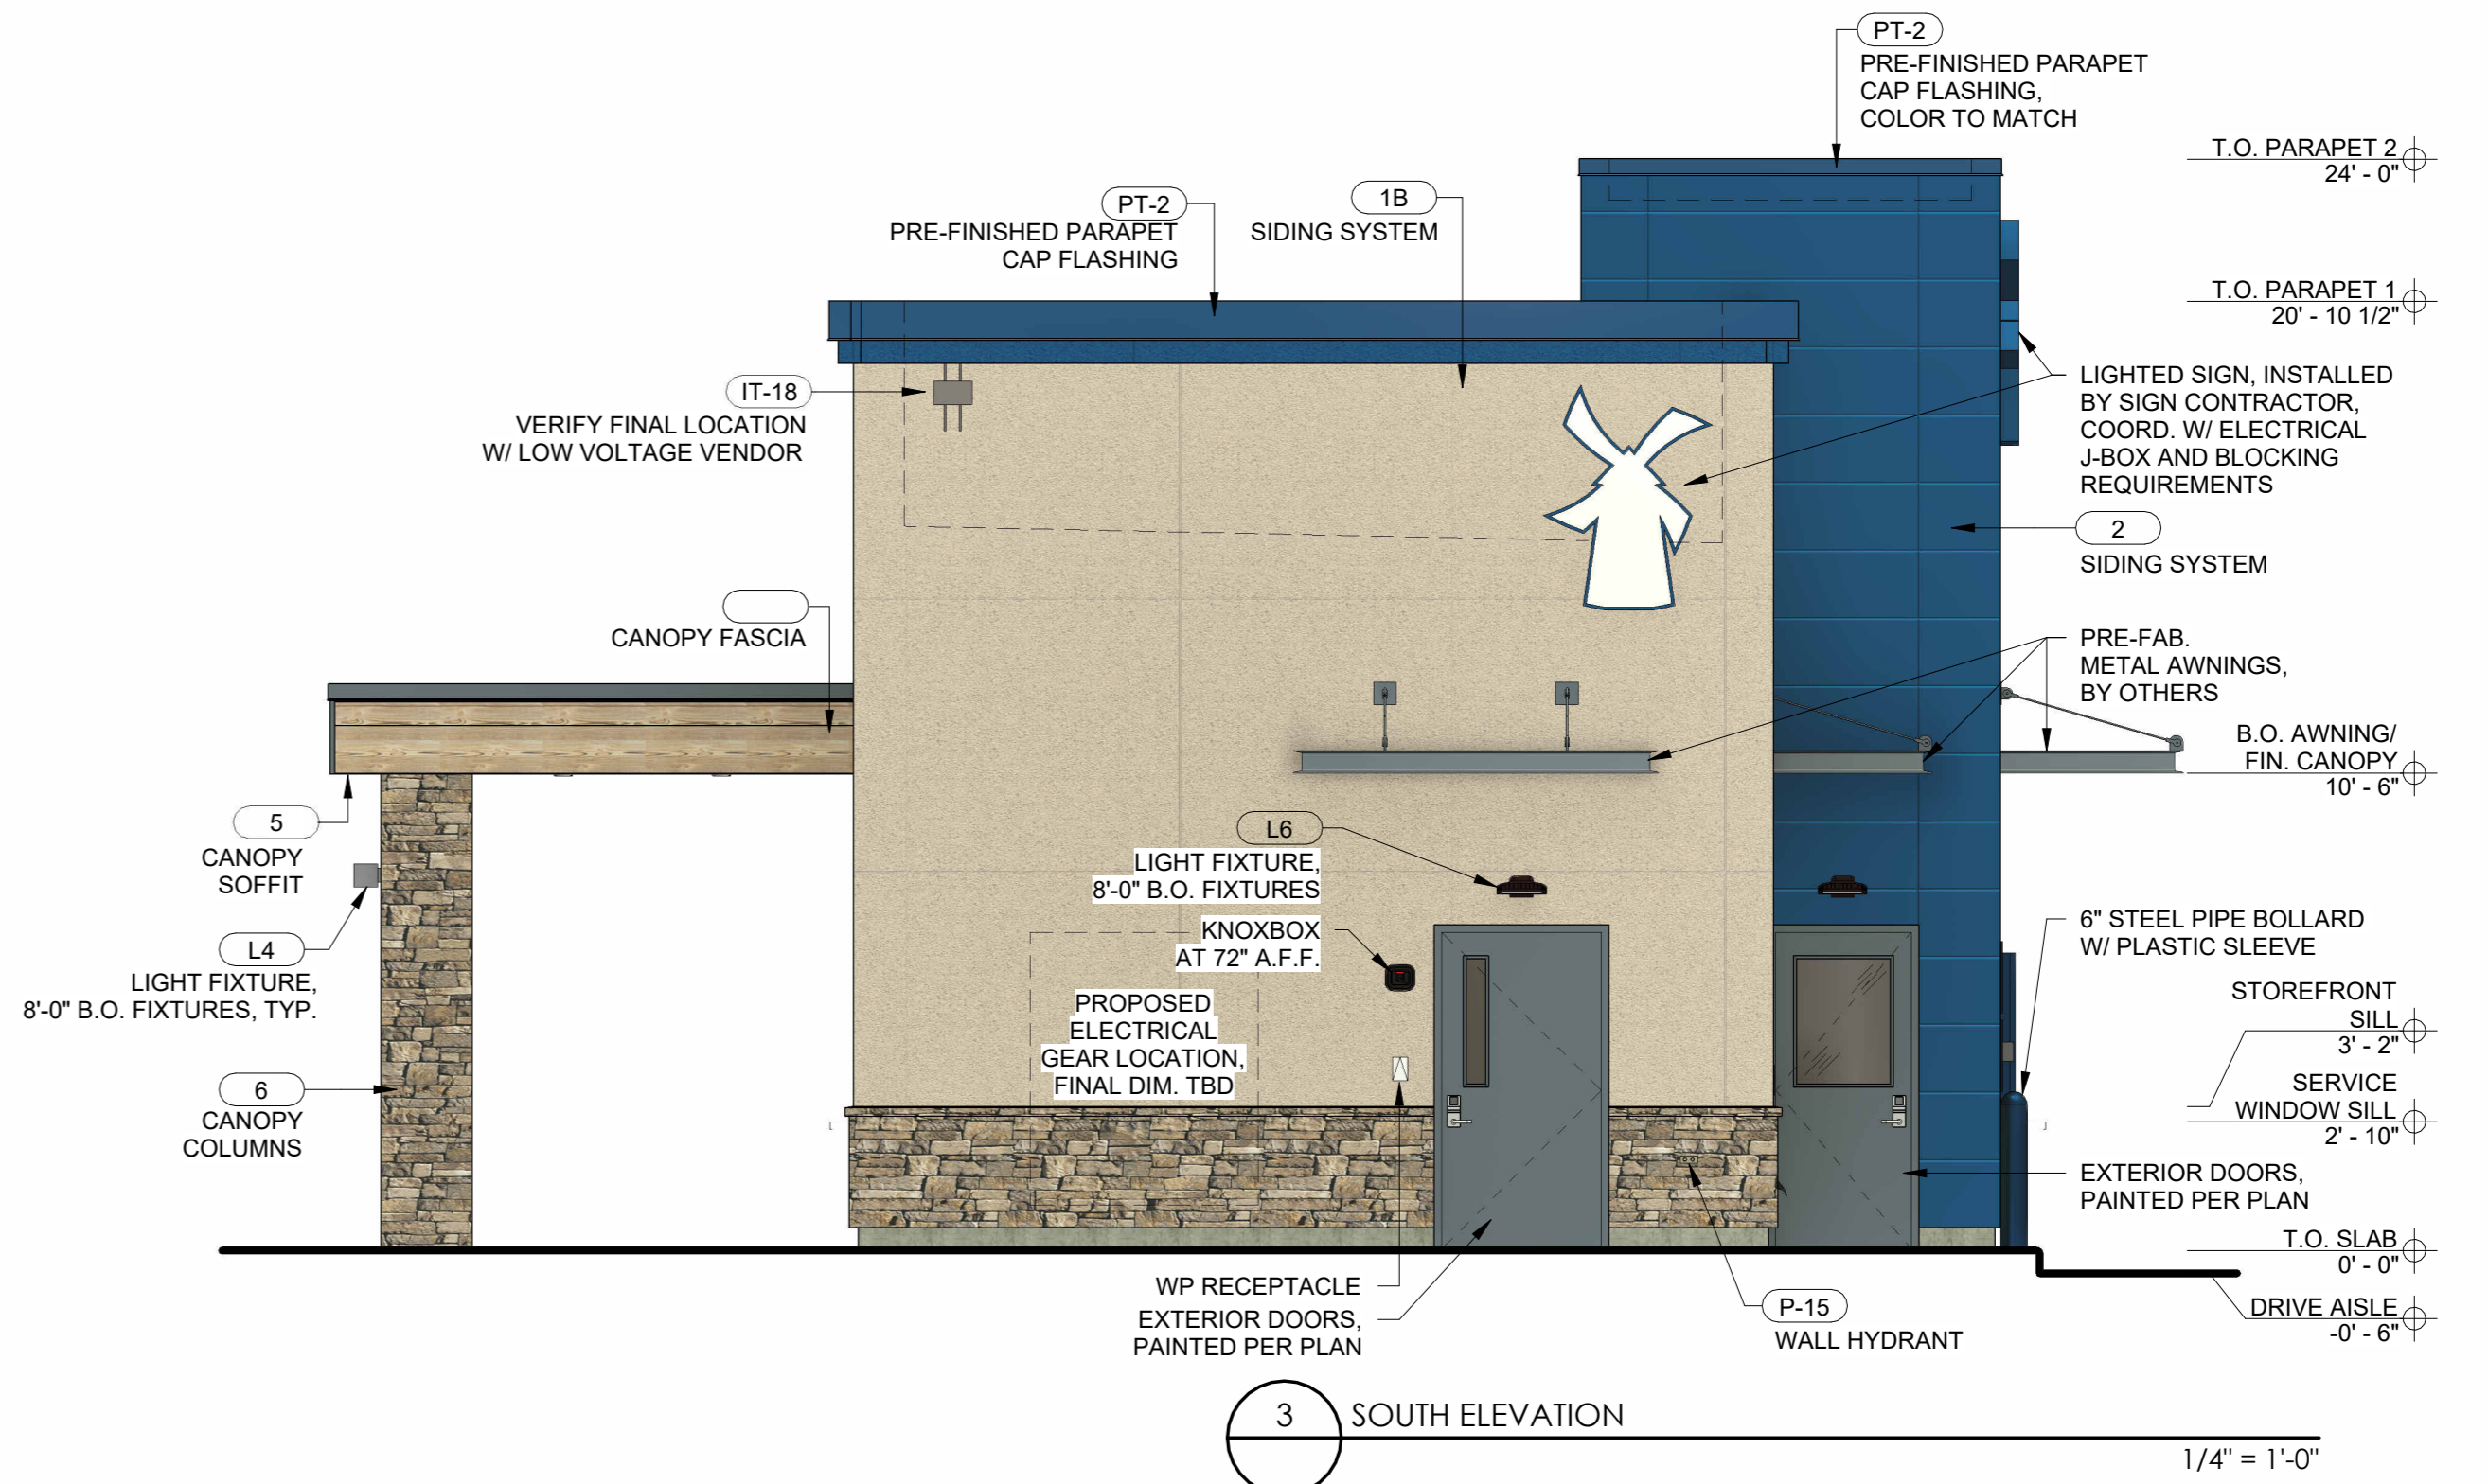 PT-2
PRE-FINISHED PARAPET
CAP FLASHING,
COLOR TO MATCH
T.O. PARAPET 2
24' - 0"
PT-2
PRE-FINISHED PARAPET
CAP FLASHING
1B
SIDING SYSTEM
T.O. PARAPET 1
20' - 10 1/2"
IT-18
VERIFY FINAL LOCATION
W/ LOW VOLTAGE VENDOR
LIGHTED SIGN, INSTALLED
BY SIGN CONTRACTOR,
COORD. W/ ELECTRICAL
J-BOX AND BLOCKING
REQUIREMENTS
2
SIDING SYSTEM
CANOPY FASCIA
PRE-FAB.
METAL AWNINGS,
BY OTHERS
B.O. AWNING/
FIN. CANOPY
10' - 6"
5
CANOPY
SOFFIT
L6
LIGHT FIXTURE,
8'-0" B.O. FIXTURES
KNOXBOX
AT 72" A.F.F.
L4
LIGHT FIXTURE,
8'-0" B.O. FIXTURES, TYP.
6" STEEL PIPE BOLLARD
W/ PLASTIC SLEEVE
PROPOSED
ELECTRICAL
GEAR LOCATION,
FINAL DIM. TBD
STOREFRONT
SILL
3' - 2"
6
CANOPY
COLUMNS
SERVICE
WINDOW SILL
2' - 10"
EXTERIOR DOORS,
PAINTED PER PLAN
T.O. SLAB
0' - 0"
WP RECEPTACLE
EXTERIOR DOORS,
PAINTED PER PLAN
P-15
WALL HYDRANT
DRIVE AISLE
-0' - 6"
3
SOUTH ELEVATION
1/4" = 1'-0"